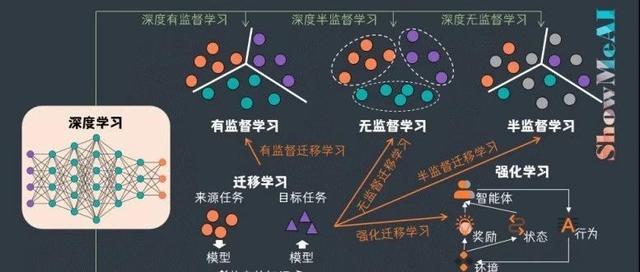 深度有监督学习
深度半监督学习
深度无监督学习
ShowMeAI
深度学习
有监督学习
无监督学习
半监督学习
有监督迁移学习
无监督迁移学习
半监督迁移学习
强化迁移学习
迁移学习
来源任务
目标任务
模型
模型
强化学习
智能体
奖励
状态
A
行为
环境